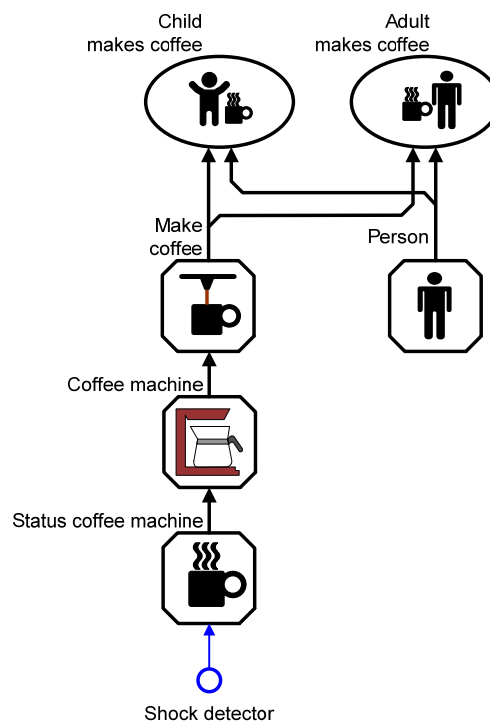 Child
makes coffee
Adult
makes coffee
Make
coffee
Person
Coffee machine
Status coffee machine
Shock detector